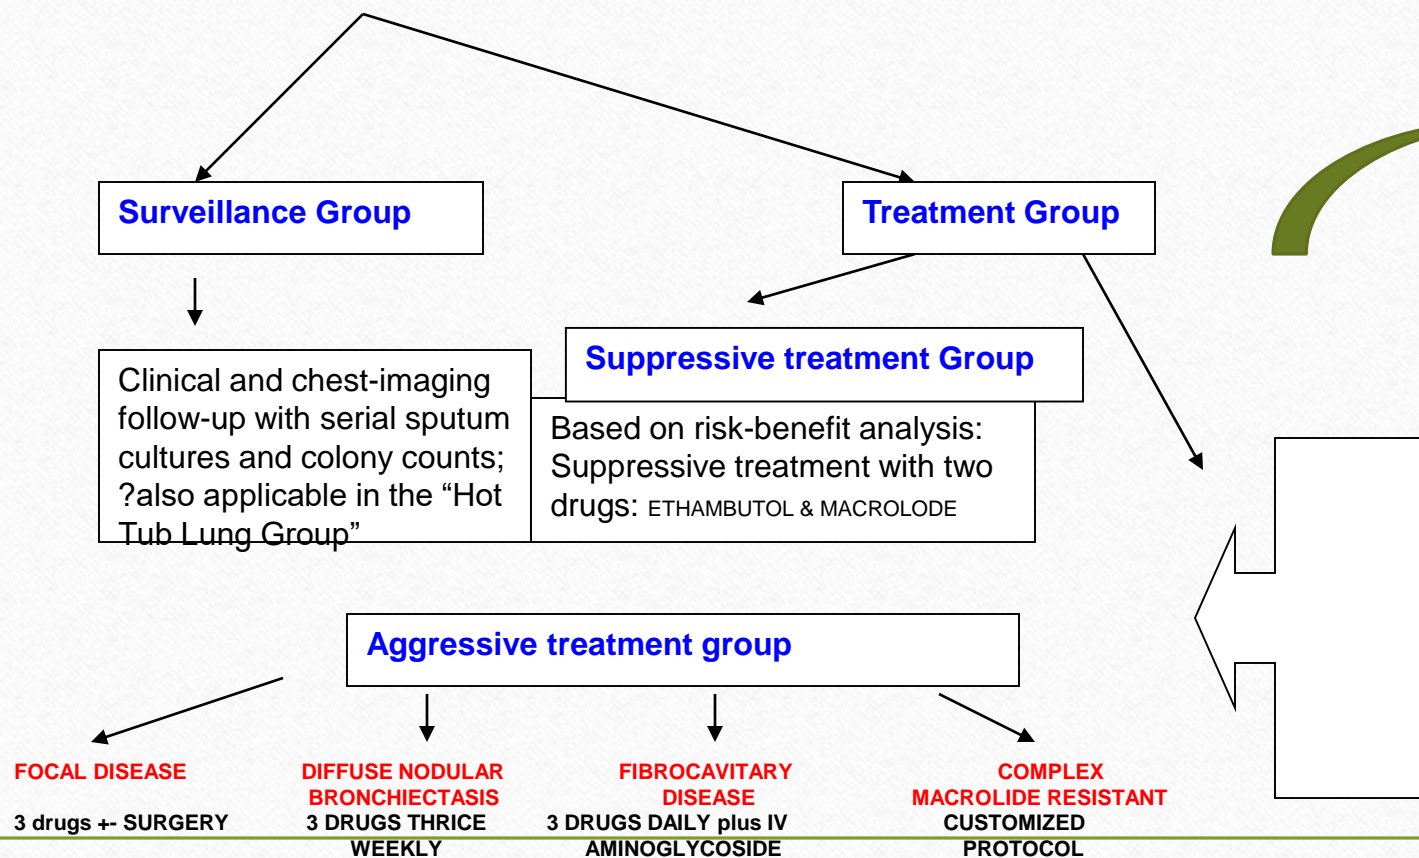 Surveillance Group
Treatment Group
Suppressive treatment Group
Clinical and chest-imaging
follow-up with serial sputum
cultures and colony counts;
?also applicable in the “Hot
Tub Lung Group”
Based on risk-benefit analysis:
Suppressive treatment with two
drugs: ETHAMBUTOL & MACROLODE
Aggressive treatment group
FOCAL DISEASE
3 drugs +- SURGERY
DIFFUSE NODULAR
BRONCHIECTASIS
3 DRUGS THRICE
WEEKLY
FIBROCAVITARY
DISEASE
3 DRUGS DAILY plus IV
AMINOGLYCOSIDE
COMPLEX
MACROLIDE RESISTANT
CUSTOMIZED
PROTOCOL